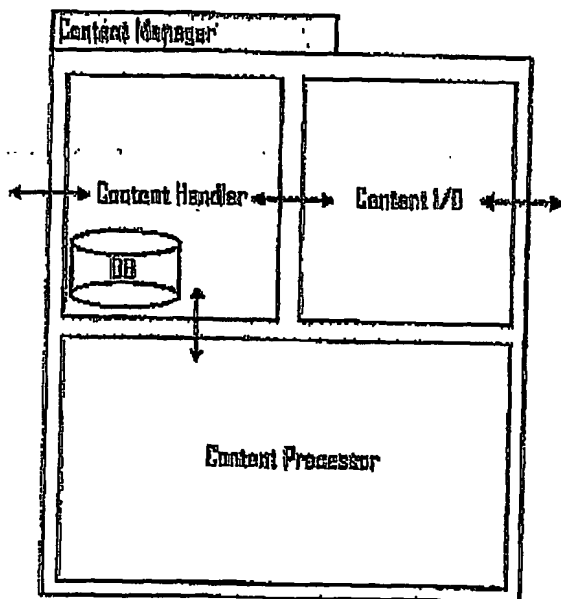 Content Manager
Content Handler
Content I/O
DB
Content Processor